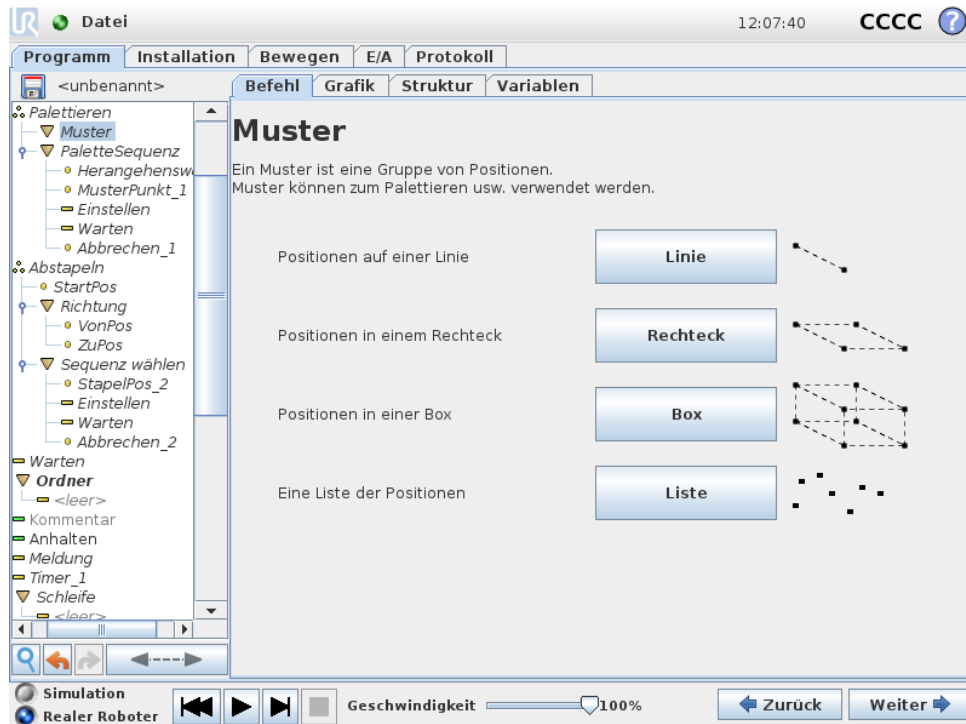 UR Datei 12:07:40 CCCC ?
Programm Installation Bewegen E/A Protokoll
<unbenannt>
Befehl Grafik Struktur Variablen
Palettieren
Muster
PaletteSequenz
Herangehenswe
MusterPunkt_1
Einstellen
Warten
Abbrechen_1
Abstapeln
StartPos
Richtung
VonPos
ZuPos
Sequenz wählen
StapelPos_2
Einstellen
Warten
Abbrechen_2
Warten
Ordner
<leer>
Kommentar
Anhalten
Meldung
Timer_1
Schleife
<leer>
Muster
Ein Muster ist eine Gruppe von Positionen.
Muster können zum Palettieren usw. verwendet werden.
Positionen auf einer Linie Linie
Positionen in einem Rechteck Rechteck
Positionen in einer Box Box
Eine Liste der Positionen Liste
Simulation
Realer Roboter
Geschwindigkeit 100%
Zurück Weiter